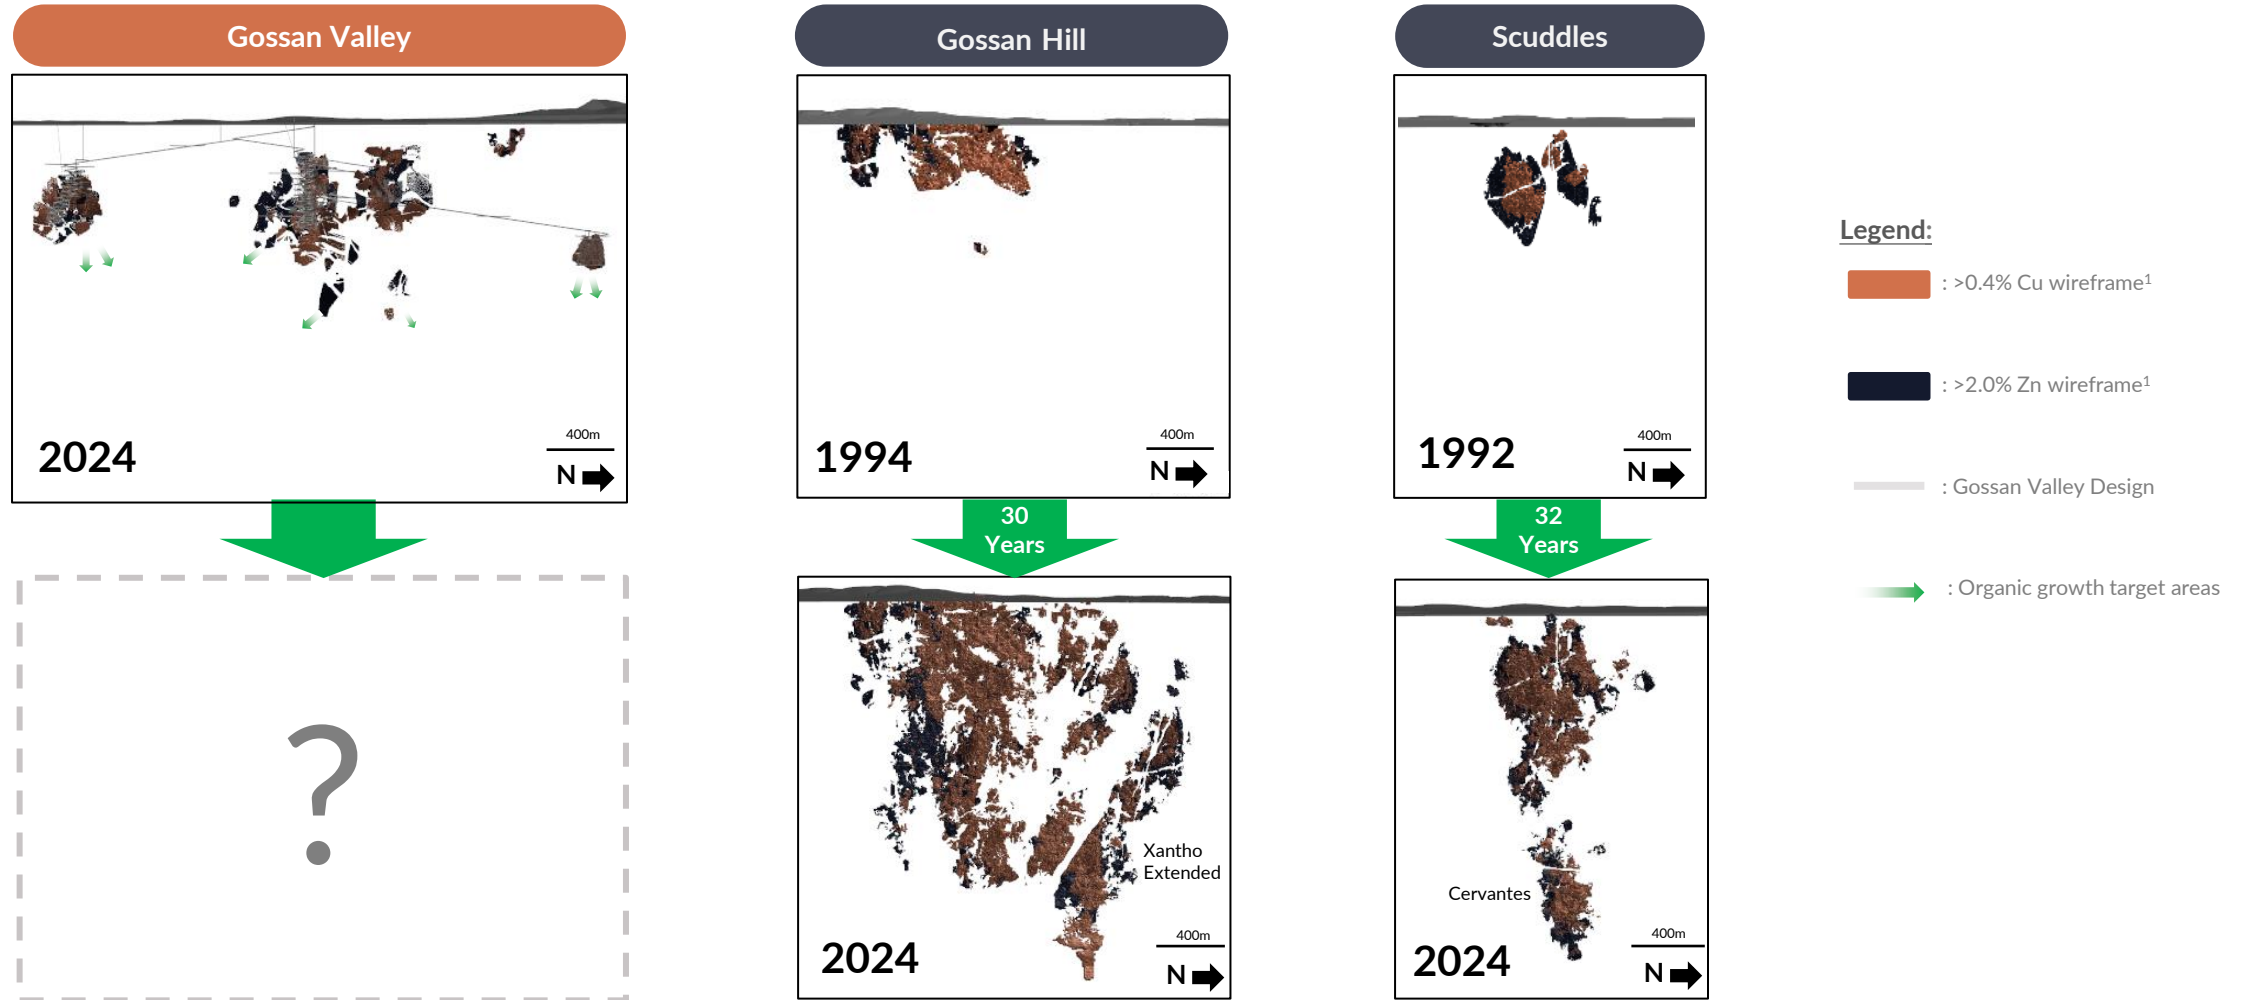 Gossan Valley
Gossan Hill
Scuddles
400m
N
2024
400m
N
1994
400m
N
1992
30
Years
32
Years
?
Xantho
Extended
400m
N
2024
Cervantes
400m
N
2024
Legend:
: >0.4% Cu wireframe¹
: >2.0% Zn wireframe¹
: Gossan Valley Design
: Organic growth target areas